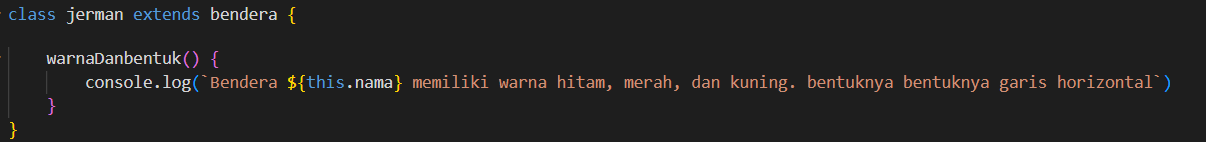 class jerman extends bendera {
warnaDanbentuk() {
console.log(`Bendera ${this.nama} memiliki warna hitam, merah, dan kuning. bentuknya bentuknya garis horizontal`)
}
}